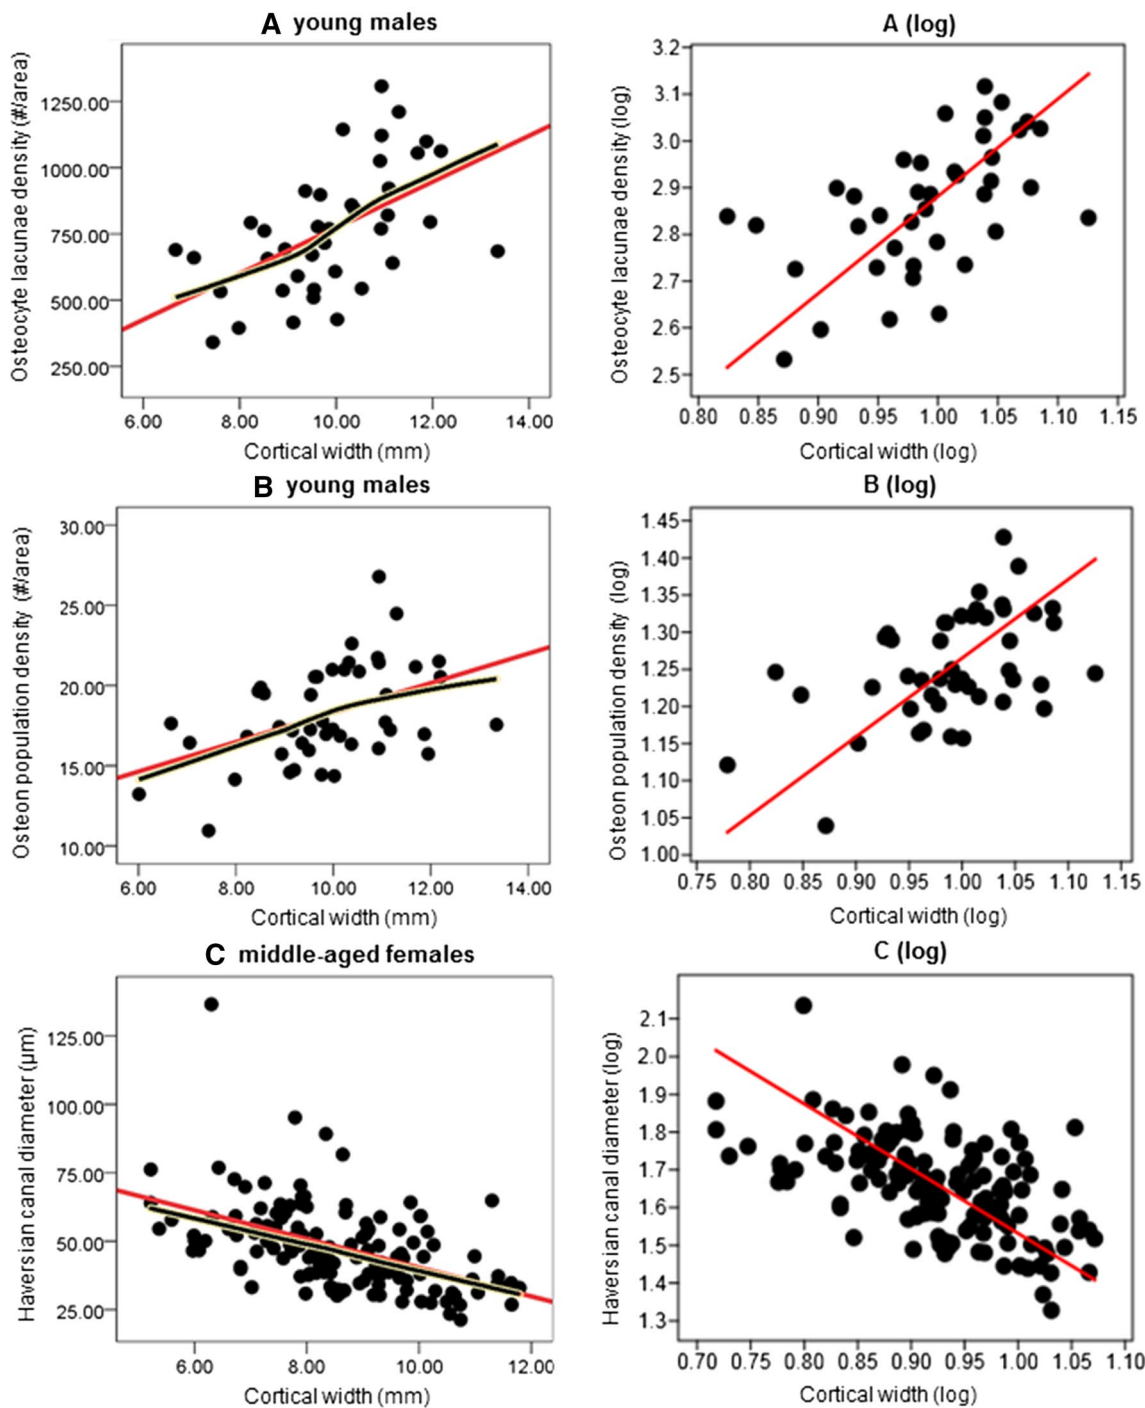 A young males
A (log)
Osteocyte lacunae density (#/area)
1250.00
1000.00
750.00
500.00
250.00
6.00 8.00 10.00 12.00 14.00
Cortical width (mm)
Osteocyte lacunae density (log)
3.2
3.1
3.0
2.9
2.8
2.7
2.6
2.5
0.80 0.85 0.90 0.95 1.00 1.05 1.10 1.15
Cortical width (log)
B young males
B (log)
Osteon population density (#/area)
30.00
25.00
20.00
15.00
10.00
6.00 8.00 10.00 12.00 14.00
Cortical width (mm)
Osteon population density (log)
1.45
1.40
1.35
1.30
1.25
1.20
1.15
1.10
1.05
1.00
0.75 0.80 0.85 0.90 0.95 1.00 1.05 1.10 1.15
Cortical width (log)
C middle-aged females
C (log)
Haversian canal diameter (µm)
125.00
100.00
75.00
50.00
25.00
6.00 8.00 10.00 12.00
Cortical width (mm)
Haversian canal diameter (log)
2.1
2.0
1.9
1.8
1.7
1.6
1.5
1.4
1.3
0.70 0.75 0.80 0.85 0.90 0.95 1.00 1.05 1.10
Cortical width (log)